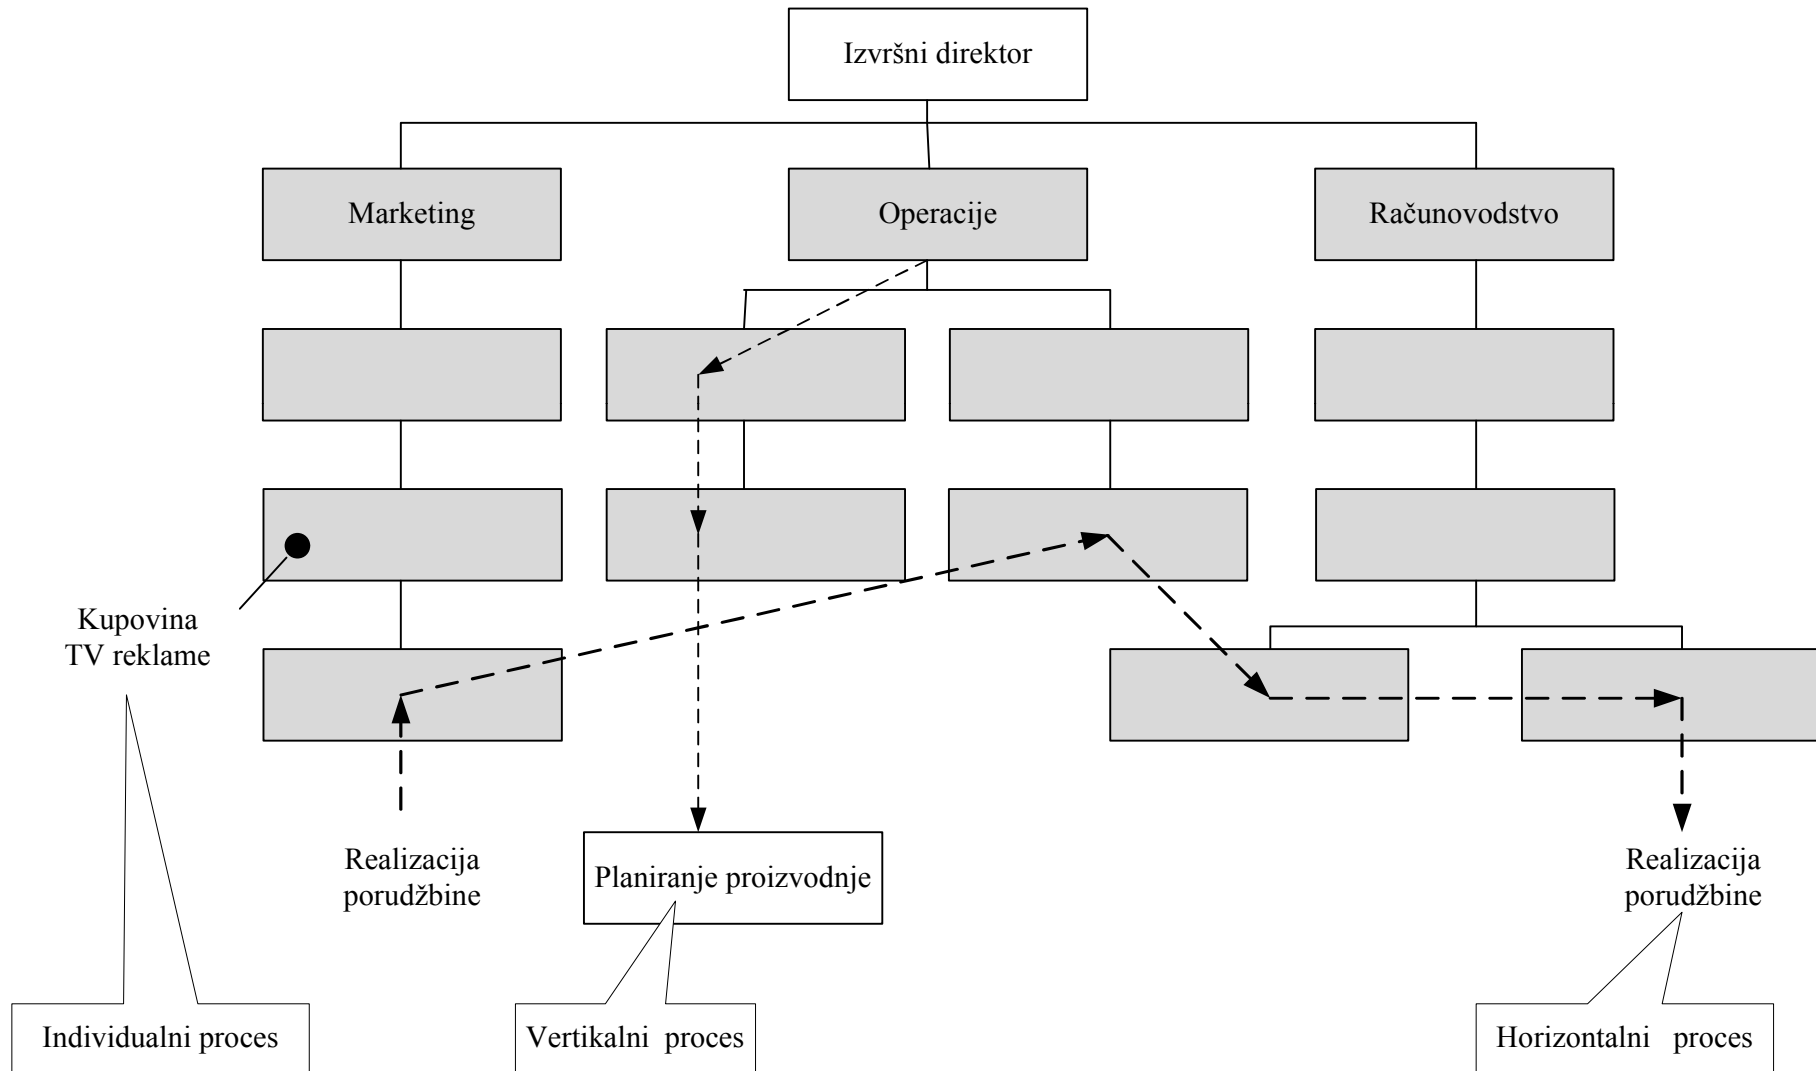 Izvršni direktor
Marketing
Operacije
Računovodstvo
Kupovina
TV reklame
Realizacija
porudžbine
Planiranje proizvodnje
Realizacija
porudžbine
Individualni proces
Vertikalni proces
Horizontalni proces